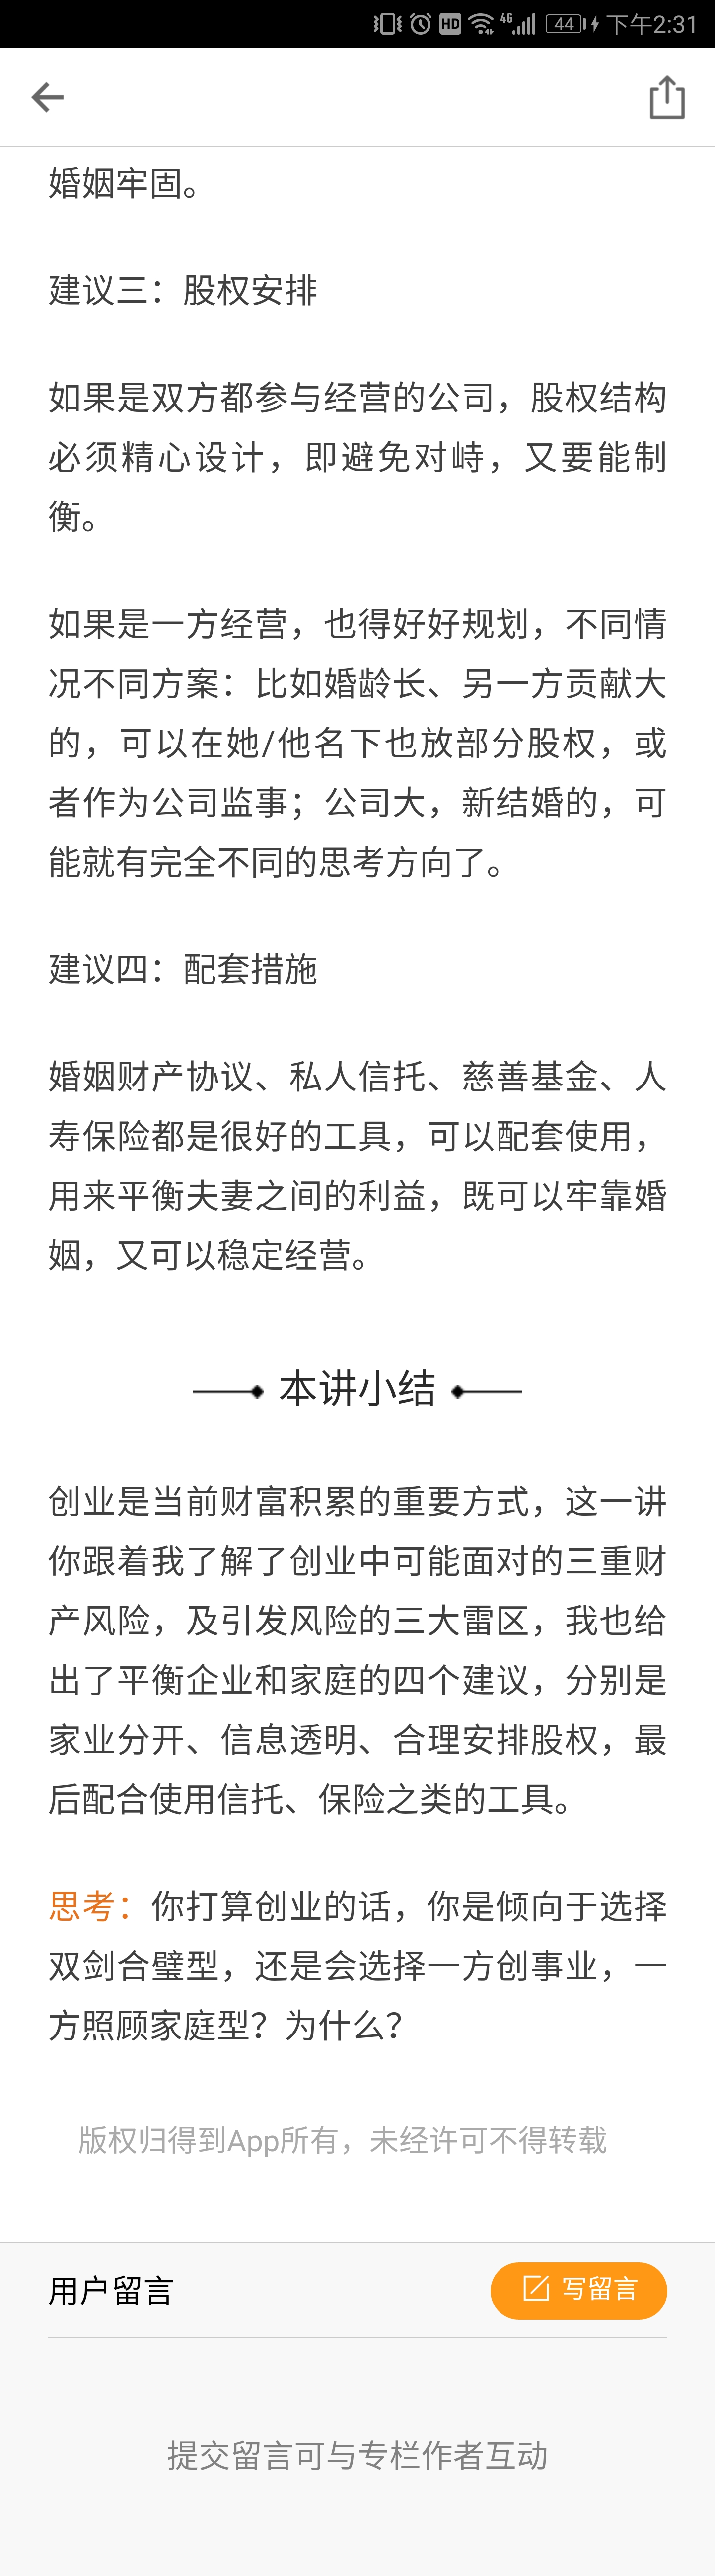 HD 4G 44 下午2:31
婚姻牢固。
建议三：股权安排
如果是双方都参与经营的公司，股权结构
必须精心设计，即避免对峙，又要能制
衡。
如果是一方经营，也得好好规划，不同情
况不同方案：比如婚龄长、另一方贡献大
的，可以在她/他名下也放部分股权，或
者作为公司监事；公司大，新结婚的，可
能就有完全不同的思考方向了。
建议四：配套措施
婚姻财产协议、私人信托、慈善基金、人
寿保险都是很好的工具，可以配套使用，
用来平衡夫妻之间的利益，既可以牢靠婚
姻，又可以稳定经营。
本讲小结
创业是当前财富积累的重要方式，这一讲
你跟着我了解了创业中可能面对的三重财
产风险，及引发风险的三大雷区，我也给
出了平衡企业和家庭的四个建议，分别是
家业分开、信息透明、合理安排股权，最
后配合使用信托、保险之类的工具。
思考：你打算创业的话，你是倾向于选择
双剑合璧型，还是会选择一方创事业，一
方照顾家庭型？为什么？
版权归得到App所有，未经许可不得转载
用户留言
写留言
提交留言可与专栏作者互动